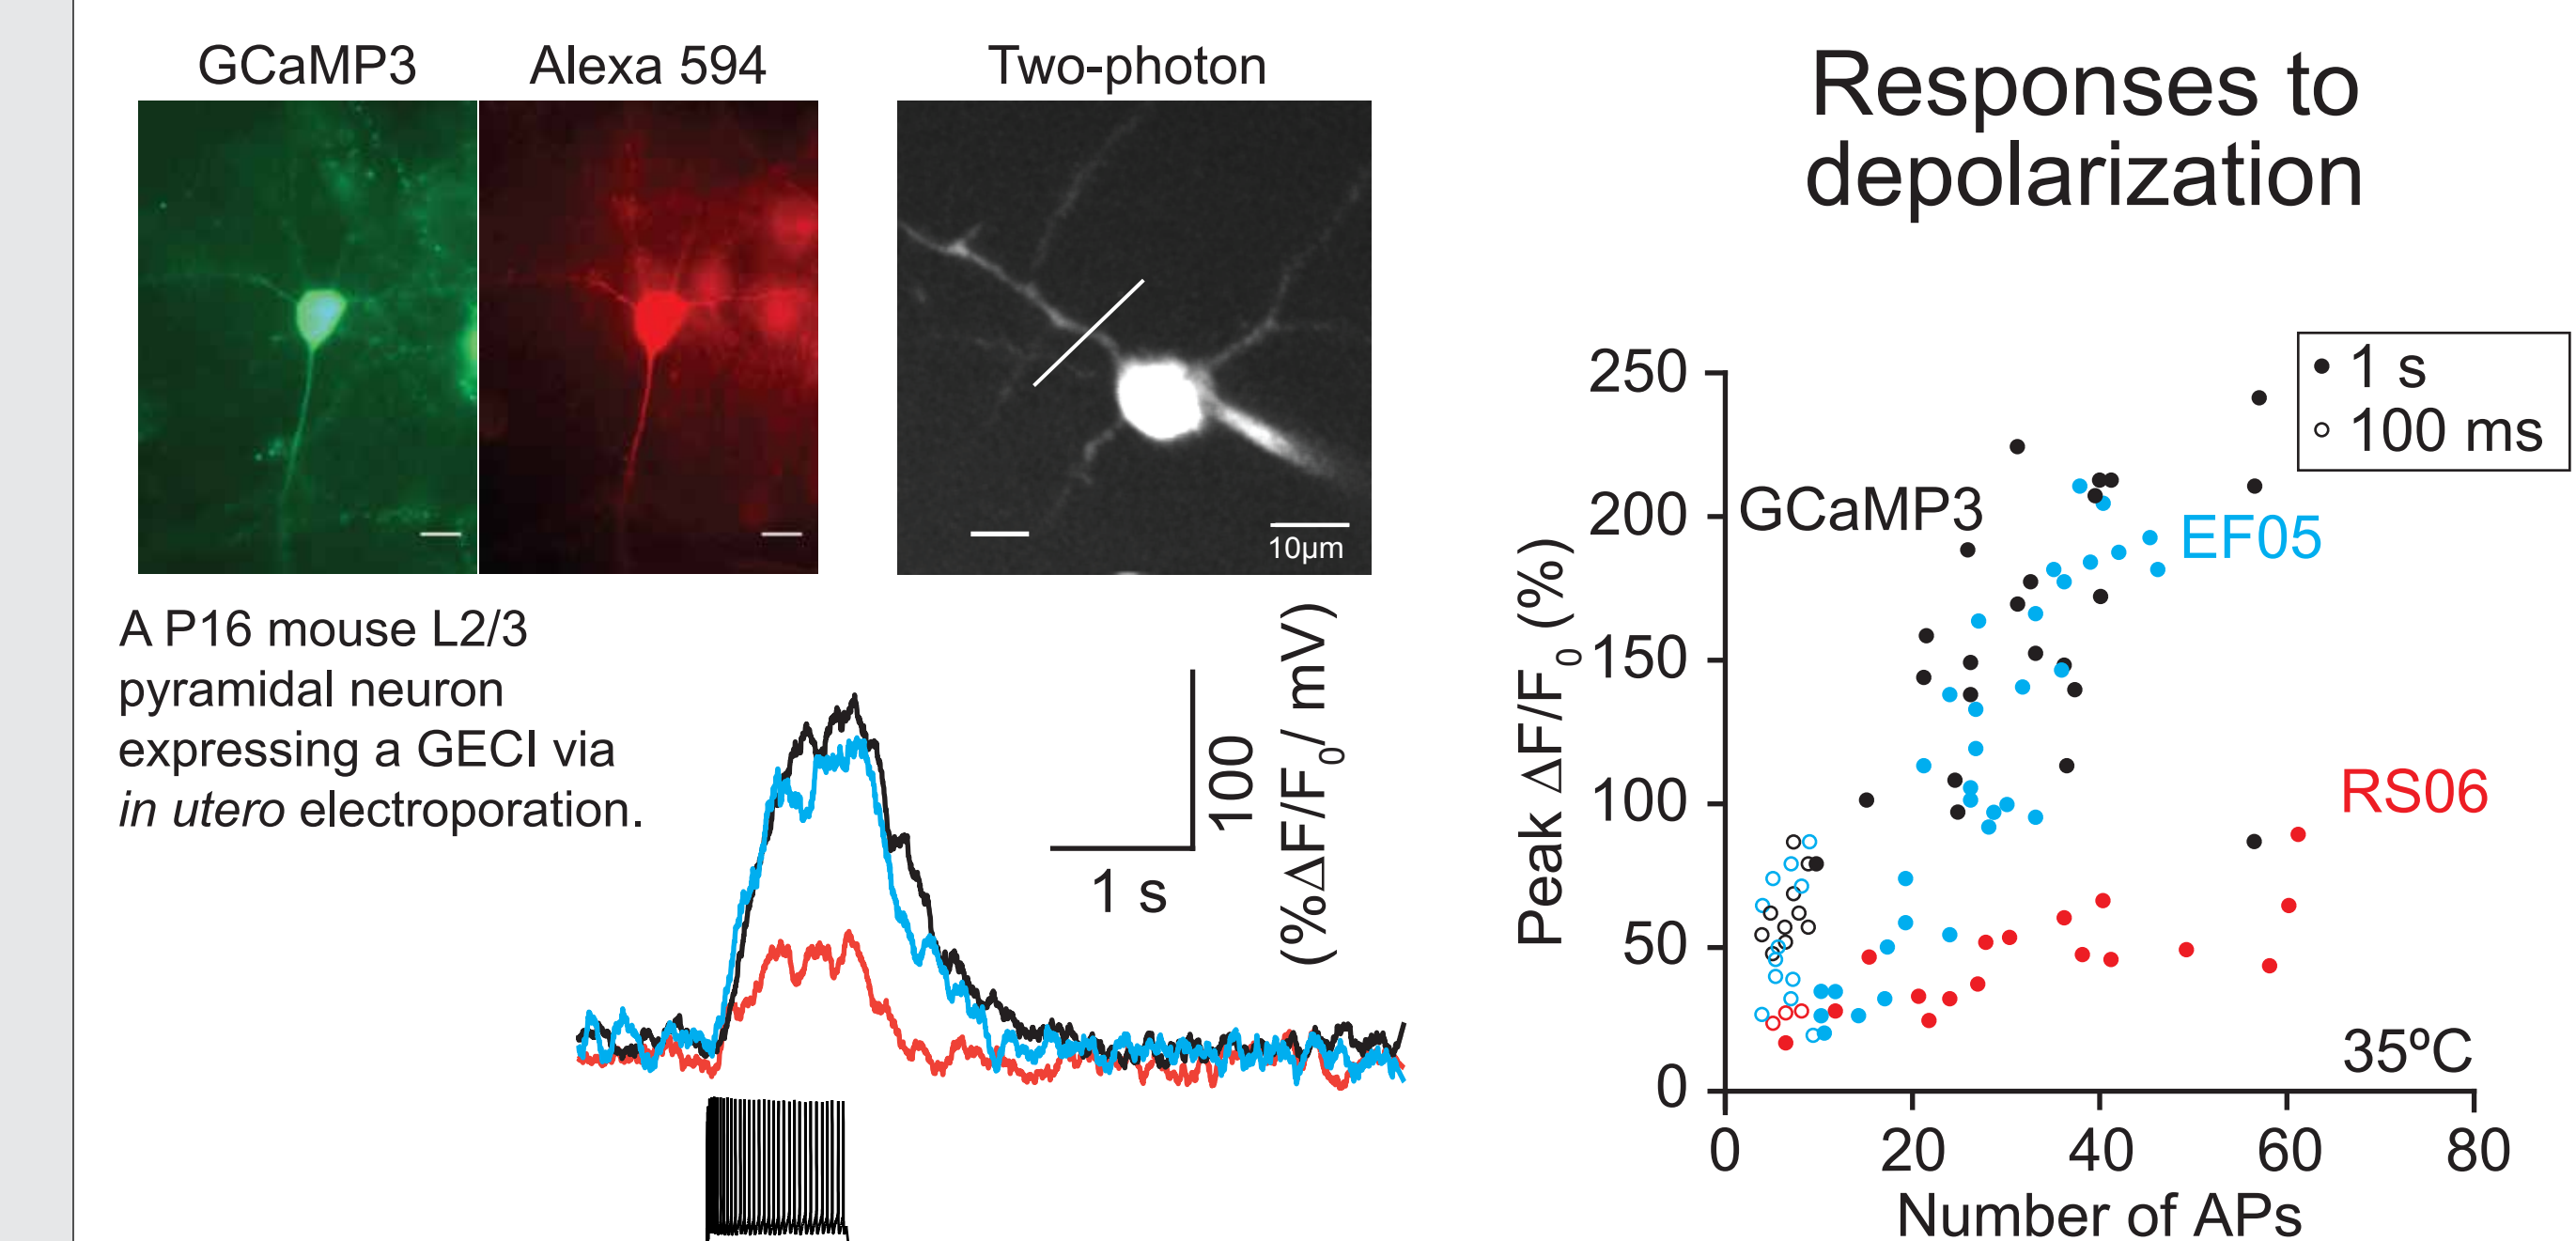 GCaMP3
Alexa 594
Two-photon
10µm
A P16 mouse L2/3
pyramidal neuron
expressing a GECI via
in utero electroporation.
1 s
100
(%ΔF/F0/ mV)
Responses to
depolarization
1 s
100 ms
GCaMP3
EF05
RS06
35ºC
Peak ΔF/F0 (%)
250
200
150
100
50
0
0 20 40 60 80
Number of APs